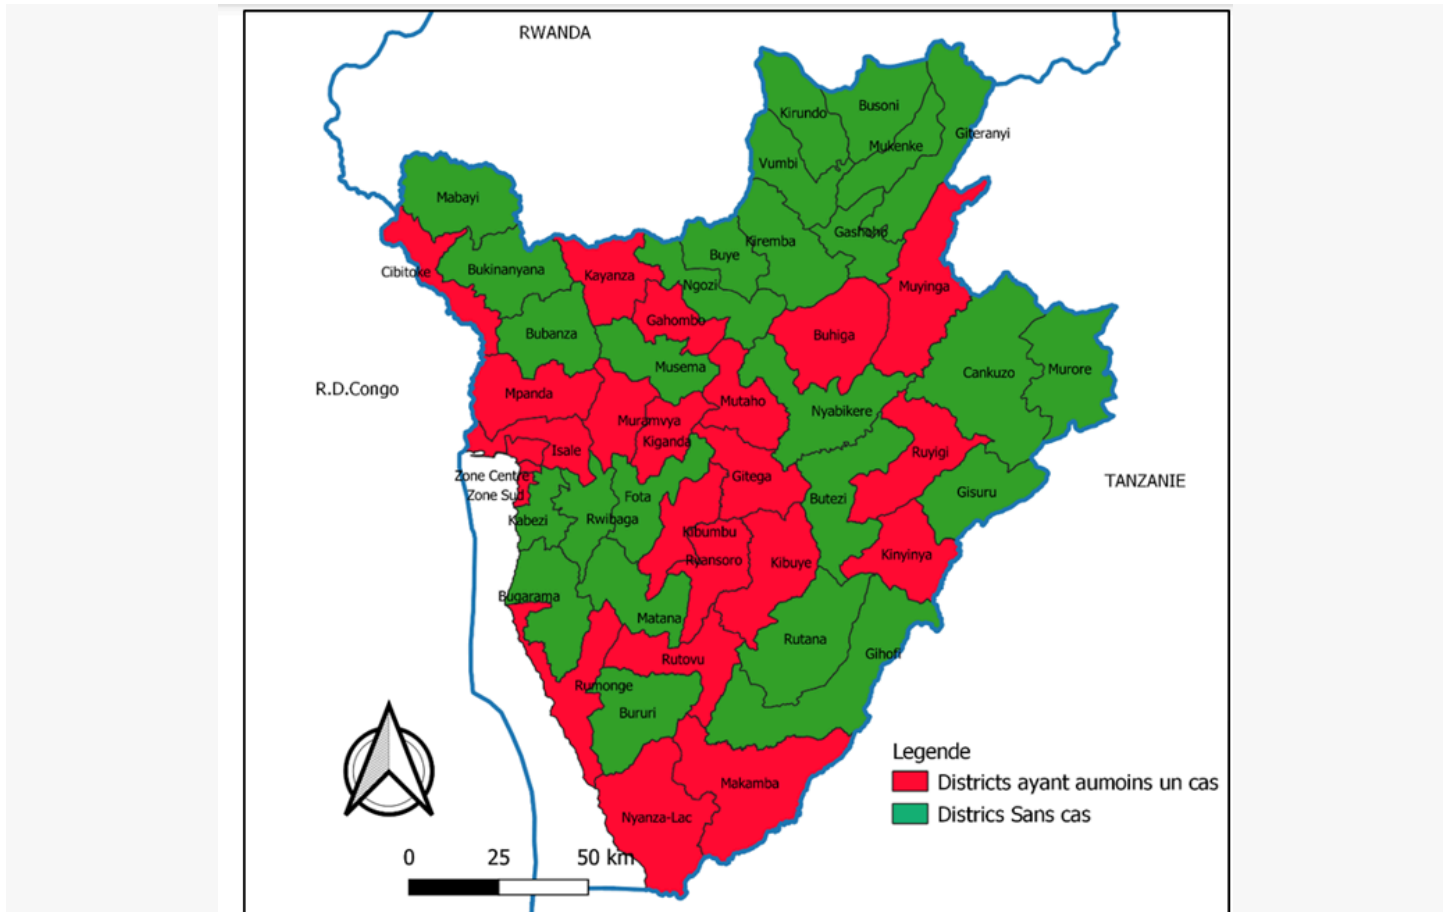 RWANDA
Kirundo
Busoni
Giteranyi
Mukenke
Vumbi
Mabayi
Gashoho
Kiremba
Buye
Cibitoke
Bukinanyana
Kayanza
Ngozi
Muyinga
Gahombo
Bubanza
Buhiga
Musema
Cankuzo
Murore
R.D.Congo
Mpanda
Mutaho
Nyabikere
Muramvya
Kiganda
Isale
Ruyigi
Zone Centre
Gitega
TANZANIE
Zone Sud
Fota
Butezi
Gisuru
Kabezi
Rwibaga
Kibumbu
Kinyinya
Ryansoro
Kibuye
Bugarama
Matana
Rutana
Gihofi
Rutovu
Rumonge
Bururi
Legende
Makamba
Districts ayant aumoins un cas
Nyanza-Lac
Districs Sans cas
0 25 50 km